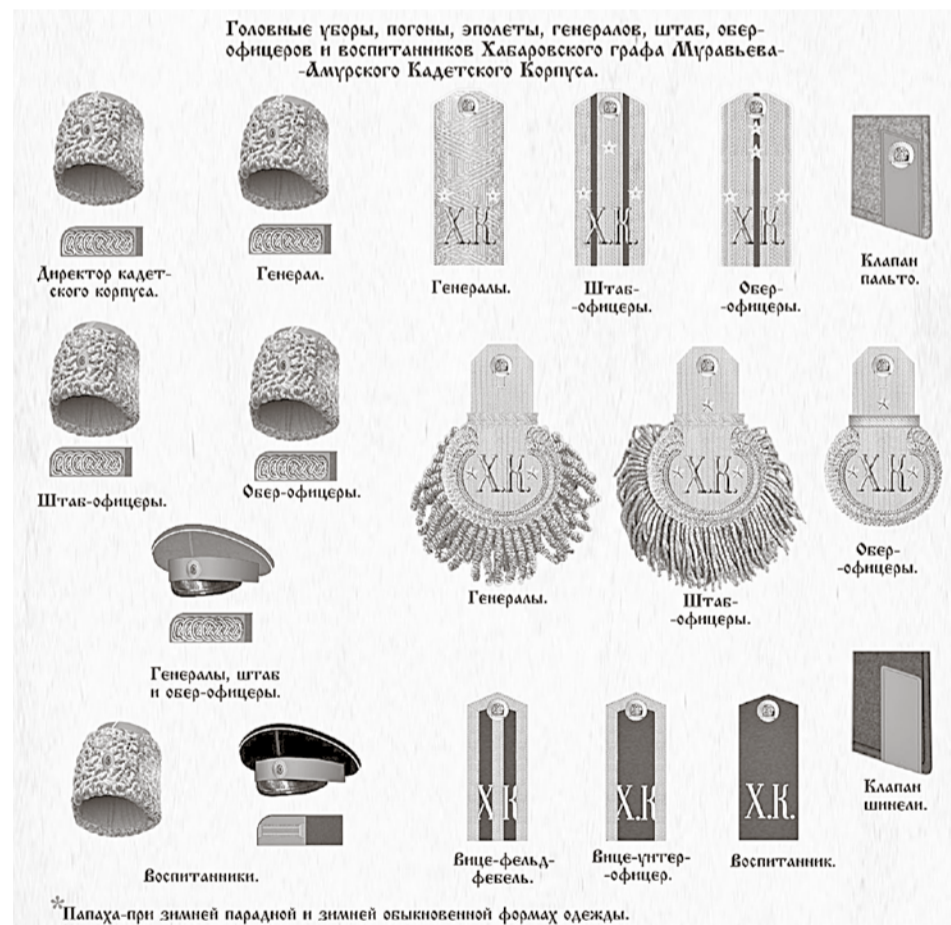 Головные уборы, погоны, эполеты, генералов, штаб, обер-
офицеров и воспитанников Хабаровского графа Муравьева-
-Амурского Кадетского Корпуса.
Х.К.
Х.К.
Х.К.
Директор кадет-
ского корпуса.
Генерал.
Генералы.
Штаб-
-офицеры.
Обер-
-офицеры.
Клапан
пальто.
Х.К.
Х.К.
Х.К.
Штаб-офицеры.
Обер-офицеры.
Генералы.
Штаб-
-офицеры.
Обер-
-офицеры.
Генералы, штаб
и обер-офицеры.
Х.К
Х.К
Х.К.
Клапан
шинели.
Воспитанники.
Вице-фельд-
фебель.
Вице-унтер-
офицер.
Воспитанник.
*Папаха-при зимней парадной и зимней обыкновенной формах одежды.